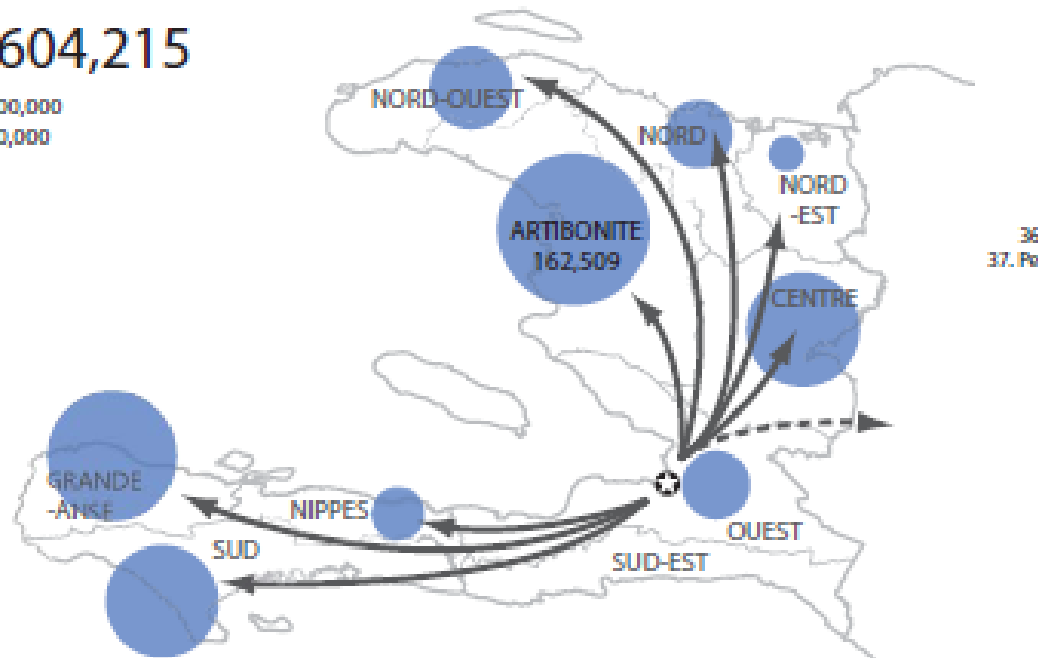 604,215
00,000
0,000
NORD-OUEST
NORD
NORD
-EST
ARTIBONITE
162,509
CENTRE
36
37. Pe
GRANDE
-ANSE
NIPPES
SUD
OUEST
SUD-EST